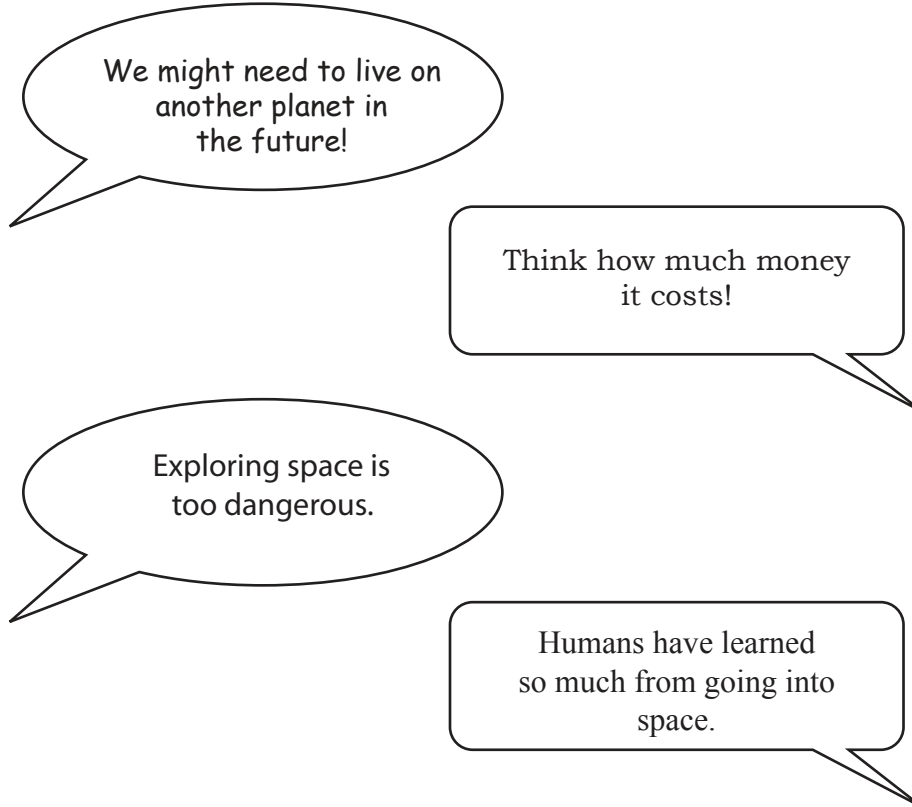 We might need to live on
another planet in
the future!
Think how much money
it costs!
Exploring space is
too dangerous.
Humans have learned
so much from going into
space.